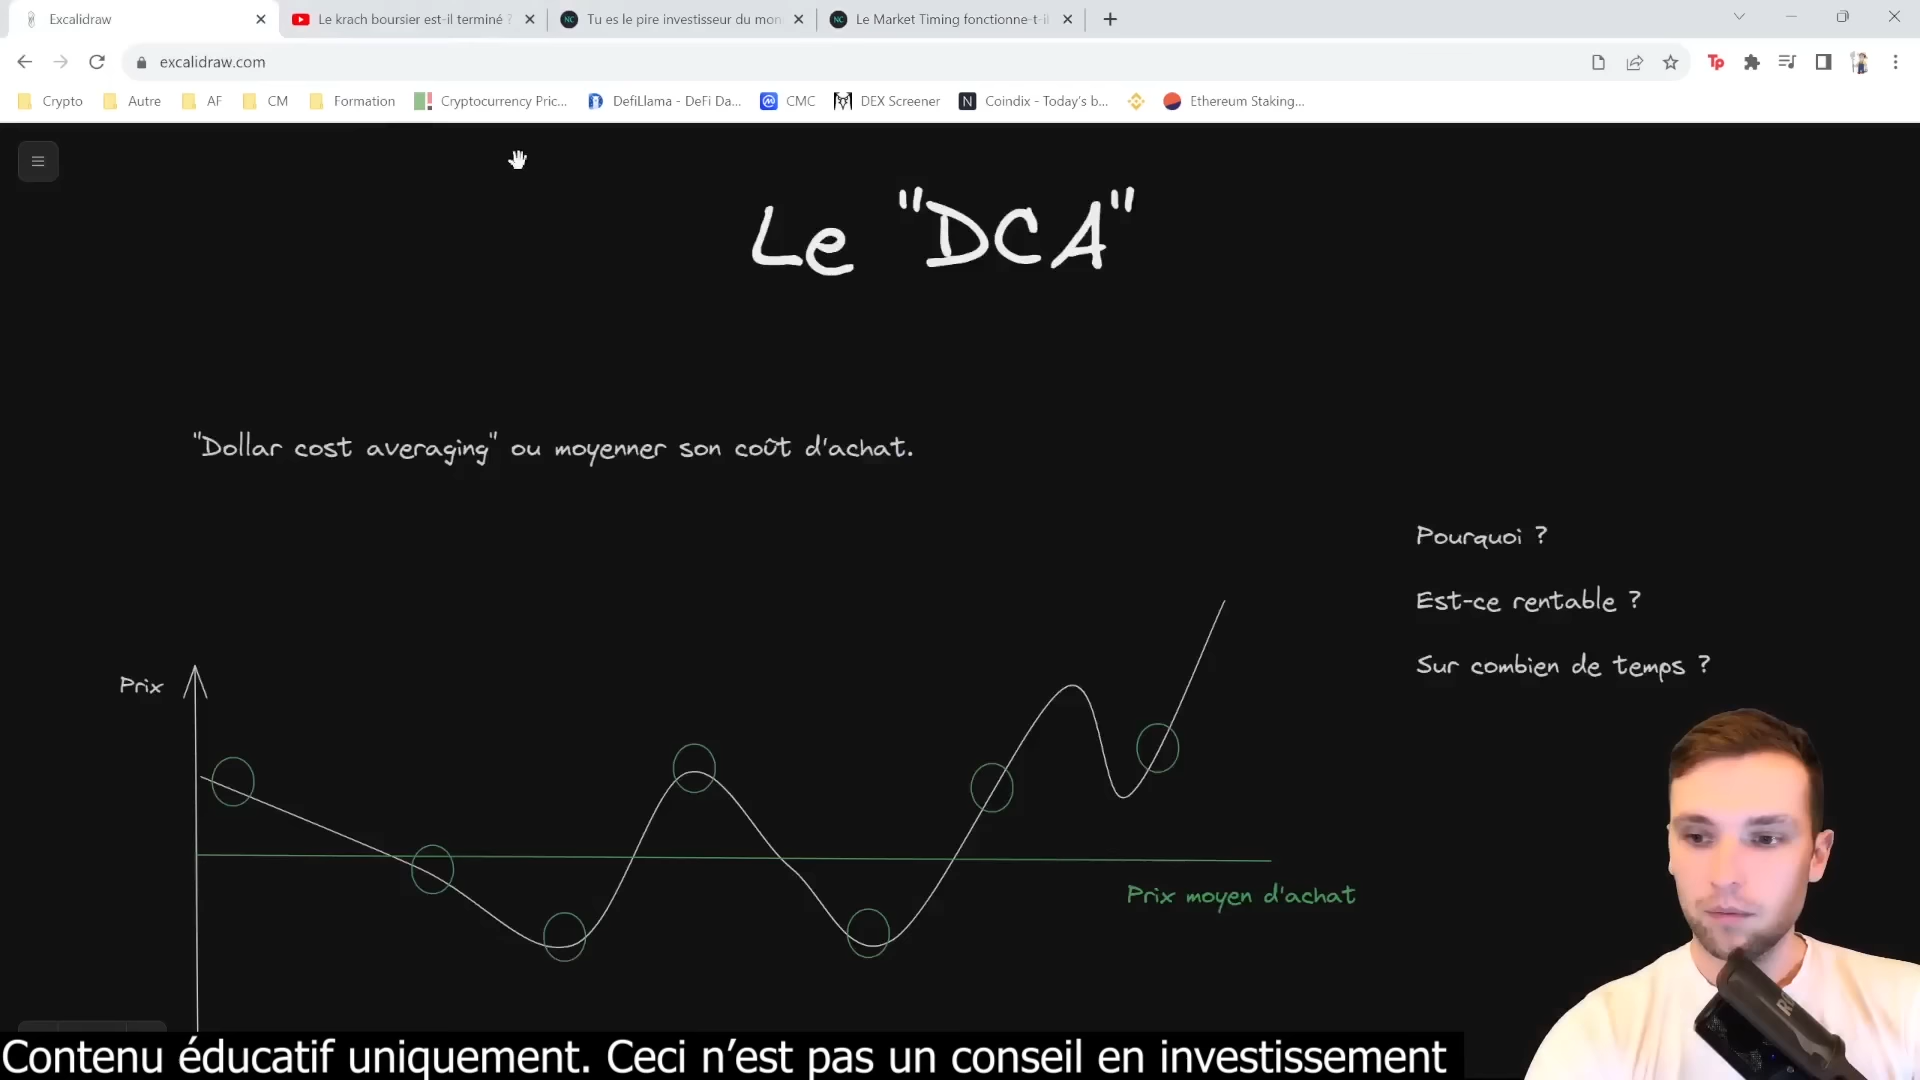 Excalidraw
Le krach boursier est-il terminé ?
Tu es le pire investisseur du mon
Le Market Timing fonctionne-t-il
excalidraw.com
Tp
Crypto
Autre
AF
CM
Formation
Cryptocurrency Pric...
DefiLlama - DeFi Da...
CMC
DEX Screener
N
Coindix - Today's b...
Ethereum Staking...
Le "DCA"
"Dollar cost averaging" ou moyenner son coût d'achat.
Pourquoi ?
Est-ce rentable ?
Sur combien de temps ?
Prix
Prix moyen d'achat
Contenu éducatif uniquement. Ceci n'est pas un conseil en investissement